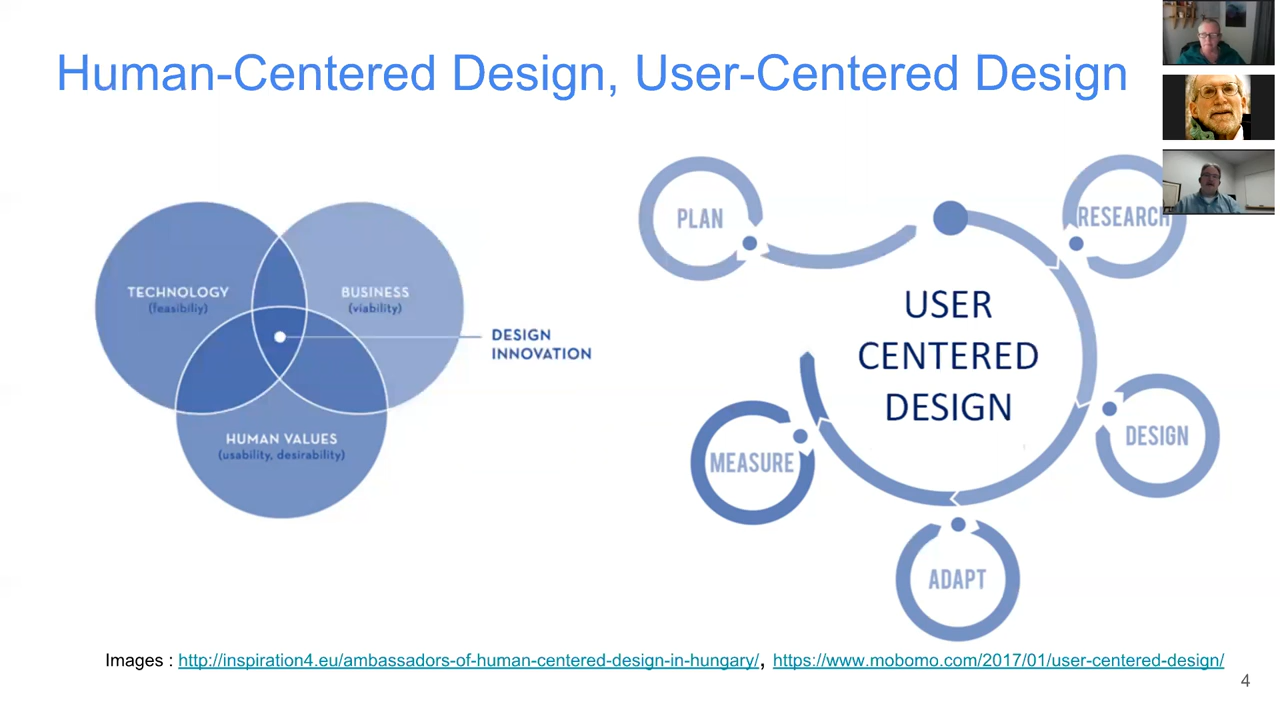 Human-Centered Design, User-Centered Design
TECHNOLOGY
(feasibiliy)
BUSINESS
(viability)
DESIGN
INNOVATION
HUMAN VALUES
(usability, desirability)
PLAN
RESEARCH
USER
CENTERED
DESIGN
DESIGN
MEASURE
ADAPT
Images : http://inspiration4.eu/ambassadors-of-human-centered-design-in-hungary/, https://www.mobomo.com/2017/01/user-centered-design/
4